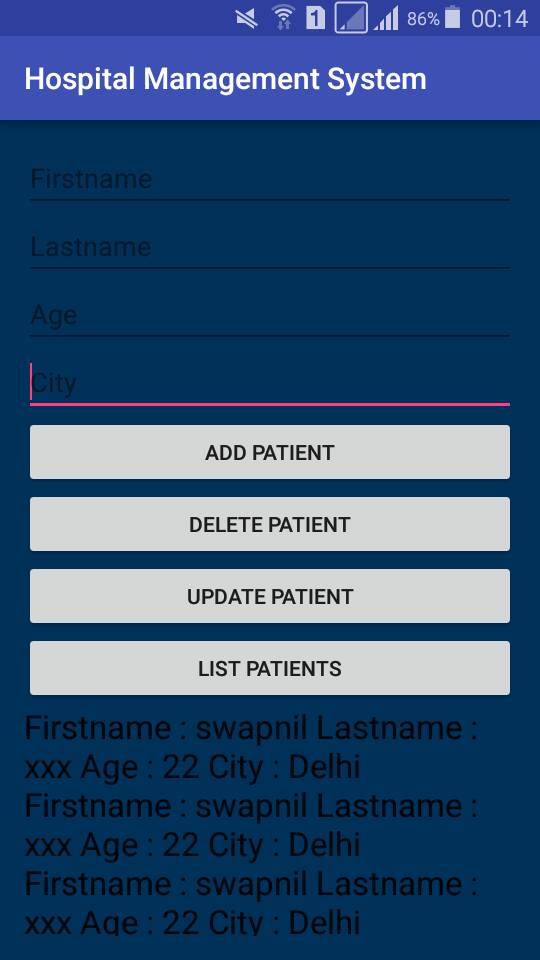 1 86% 00:14
Hospital Management System
Firstname
Lastname
Age
City
ADD PATIENT
DELETE PATIENT
UPDATE PATIENT
LIST PATIENTS
Firstname : swapnil Lastname :
xxx Age : 22 City : Delhi
Firstname : swapnil Lastname :
xxx Age : 22 City : Delhi
Firstname : swapnil Lastname :
xxx Age : 22 City : Delhi